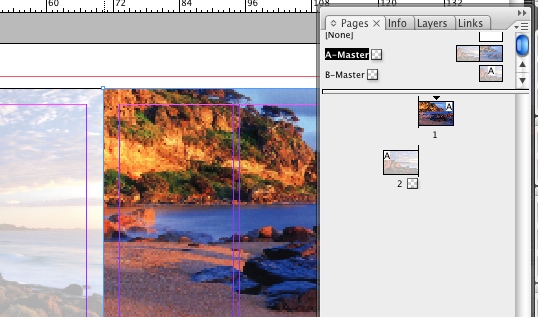 60 72 84 96 108 120 132
Pages Info Layers Links
[None]
A-Master
B-Master
A
A
1
A
2